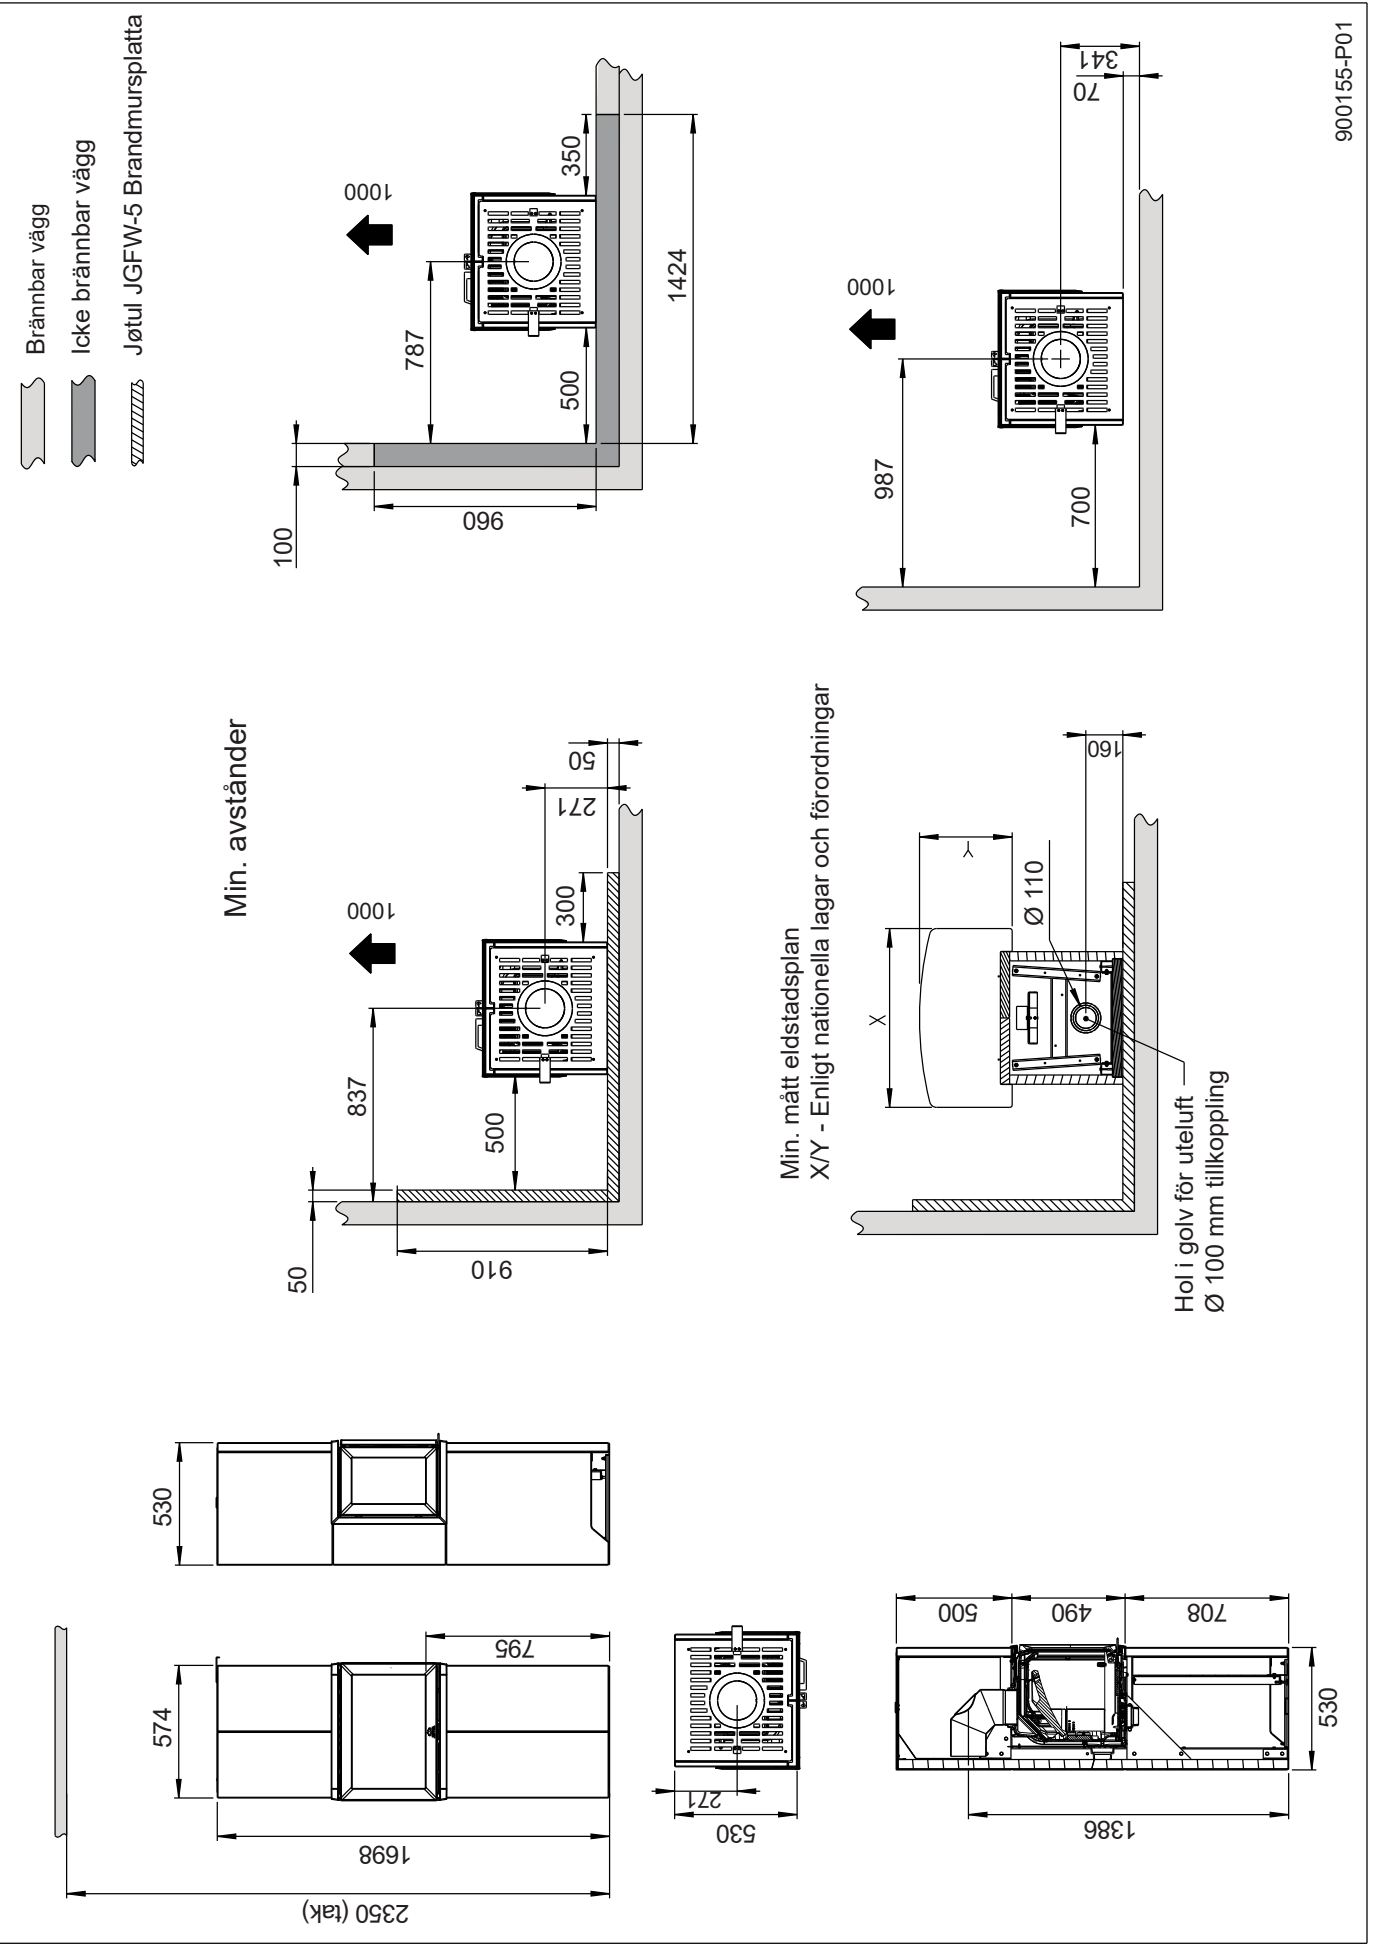 Brännbar vägg
Icke brännbar vägg
Jøtul JGFW-5 Brandmursplatta
Min. avstånder
2350 (tak)
1698
574
795
530
530
271
500
490
708
1386
530
50
910
837
500
1000
300
271
50
100
960
787
500
1000
350
1424
Min. mått eldstadsplan
X/Y - Enligt nationella lagar och förordningar
X
Y
Ø 110
160
Hol i golv för uteluft
Ø 100 mm tillkoppling
987
700
1000
341
70
900155-P01